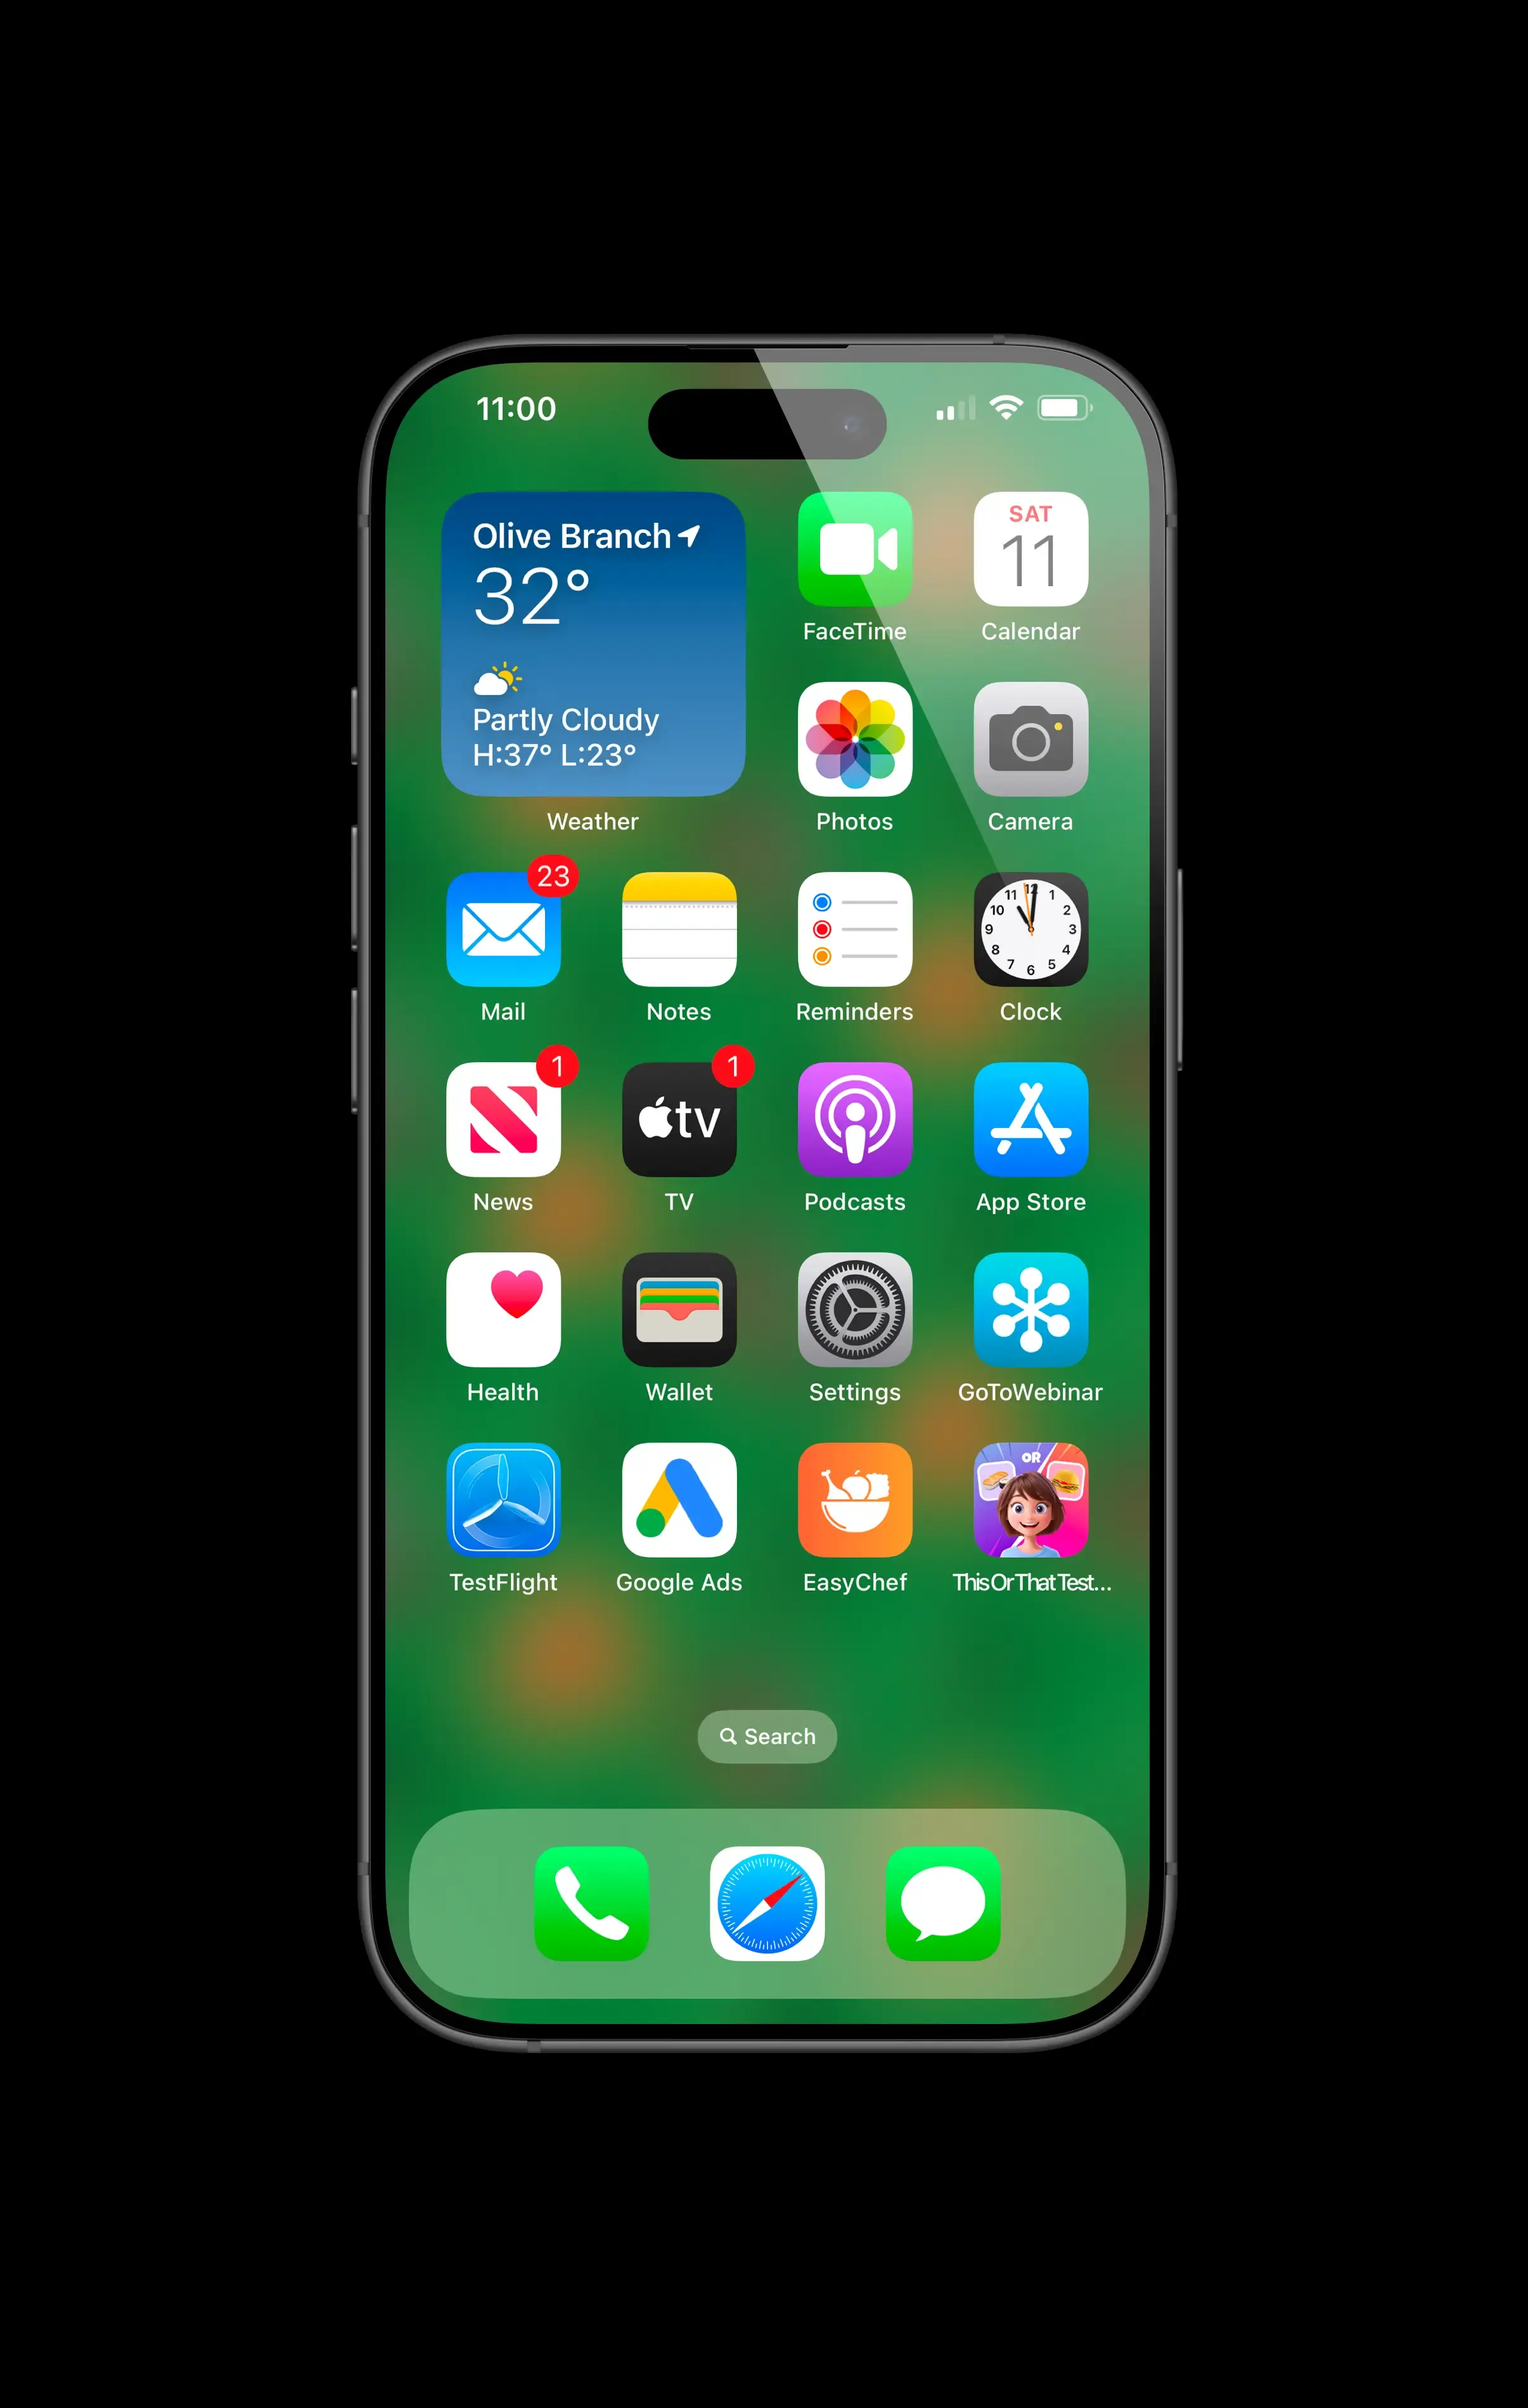 11:00
Olive Branch
32°
Partly Cloudy
H:37° L:23°
Weather
FaceTime
SAT
11
Calendar
Photos
Camera
23
Mail
Notes
Reminders
12
1
2
3
4
5
6
7
8
9
10
11
Clock
1
News
1
tv
TV
Podcasts
App Store
Health
Wallet
Settings
GoToWebinar
TestFlight
Google Ads
EasyChef
OR
ThisOrThatTest...
Search